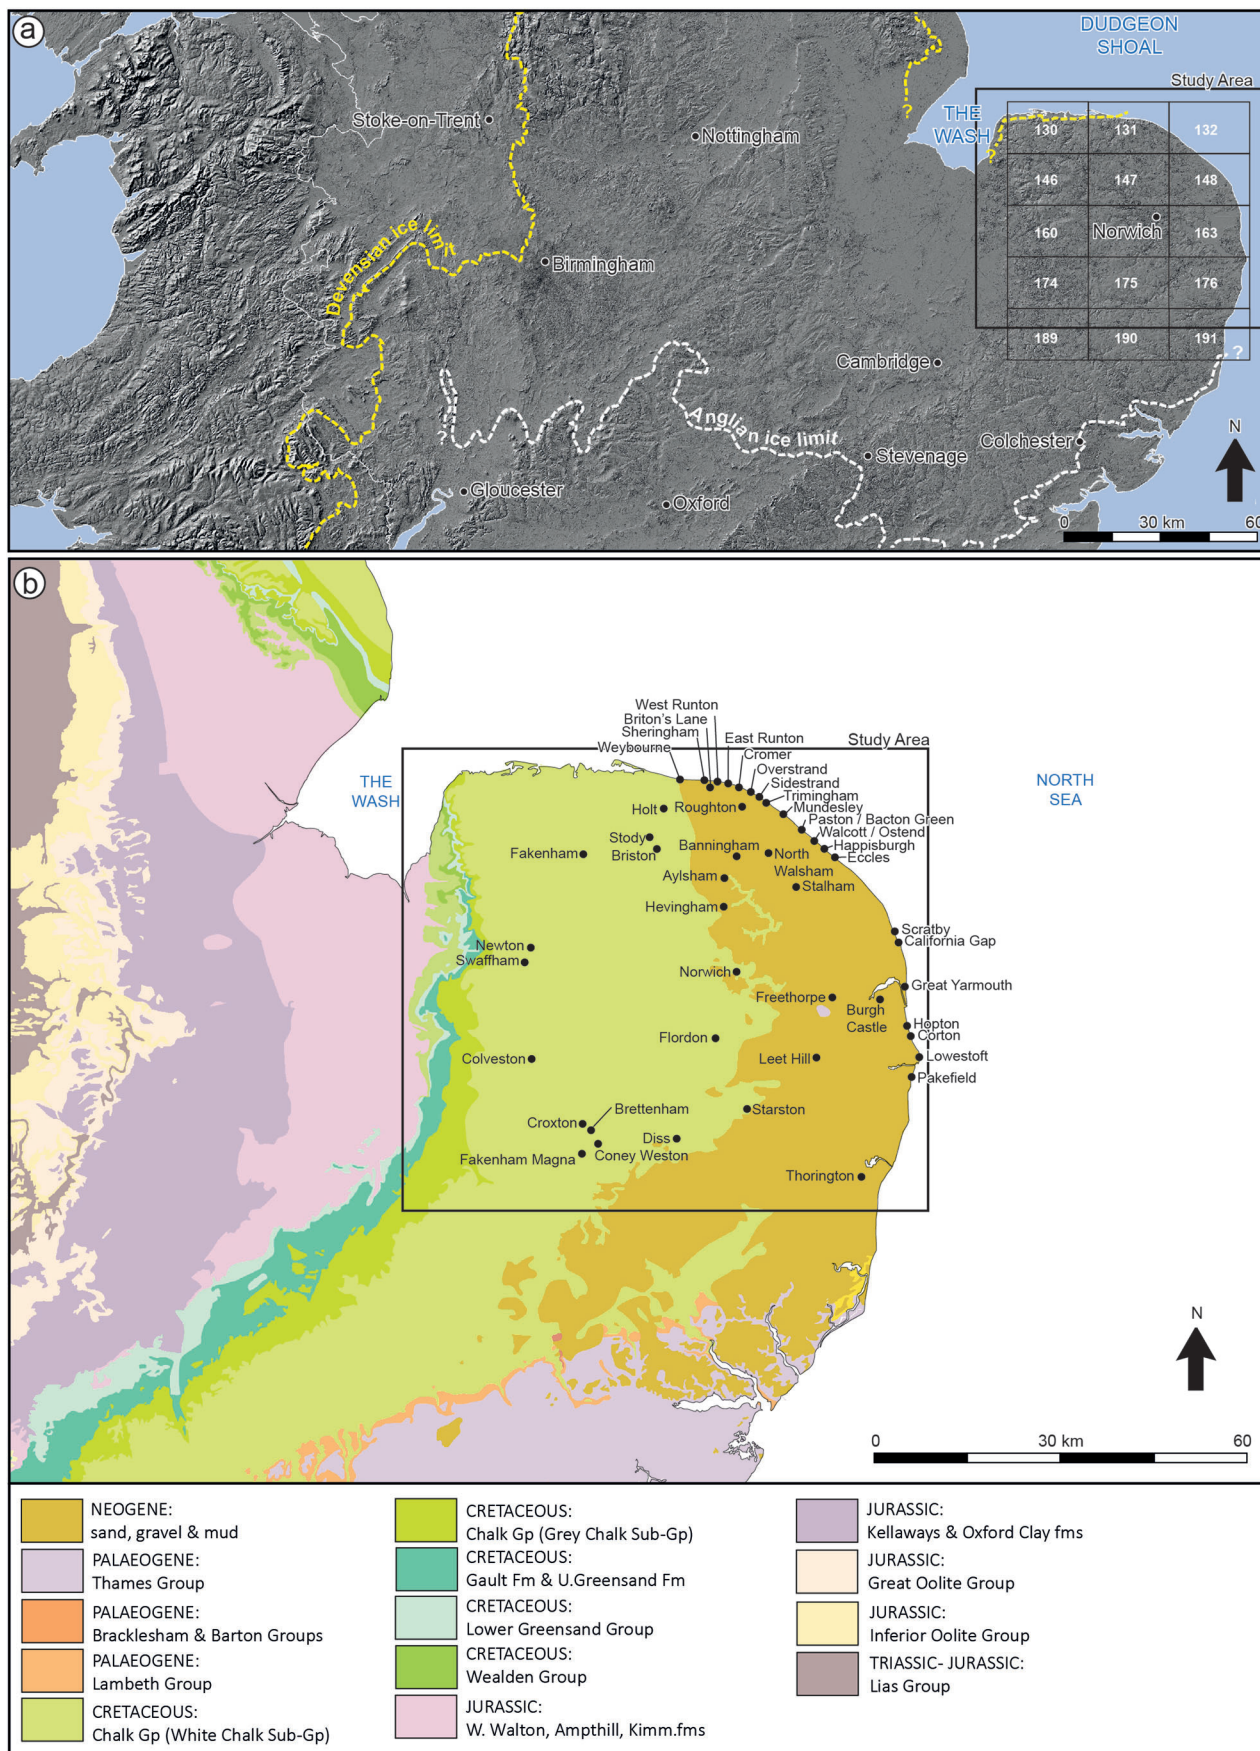 a
DUDGEON
SHOAL
Study Area
THE
WASH
?
?
130
131
132
146
147
148
160
Norwich
163
174
175
176
189
190
191
?
Stoke-on-Trent
Nottingham
Devensian ice limit
Birmingham
Cambridge
?
Anglian ice limit
Stevenage
Colchester
Gloucester
Oxford
N
0
30 km
60
b
West Runton
Briton's Lane
Sheringham
Weybourne
East Runton
Cromer
Overstrand
Sidestrand
Trimingham
Mundesley
Paston / Bacton Green
Walcott / Ostend
Happisburgh
Eccles
Study Area
THE
WASH
NORTH
SEA
Holt
Roughton
Stody
Briston
Fakenham
Banningham
North
Walsham
Aylsham
Stalham
Hevingham
Scratby
California Gap
Newton
Swaffham
Norwich
Great Yarmouth
Freethorpe
Burgh
Castle
Hopton
Corton
Flordon
Colveston
Leet Hill
Lowestoft
Pakefield
Brettenham
Croxton
Starston
Diss
Fakenham Magna
Coney Weston
Thorington
N
0
30 km
60
NEOGENE:
sand, gravel & mud
PALAEOGENE:
Thames Group
PALAEOGENE:
Bracklesham & Barton Groups
PALAEOGENE:
Lambeth Group
CRETACEOUS:
Chalk Gp (White Chalk Sub-Gp)
CRETACEOUS:
Chalk Gp (Grey Chalk Sub-Gp)
CRETACEOUS:
Gault Fm & U.Greensand Fm
CRETACEOUS:
Lower Greensand Group
CRETACEOUS:
Wealden Group
JURASSIC:
W. Walton, Ampthill, Kimm.fms
JURASSIC:
Kellaways & Oxford Clay fms
JURASSIC:
Great Oolite Group
JURASSIC:
Inferior Oolite Group
TRIASSIC- JURASSIC:
Lias Group